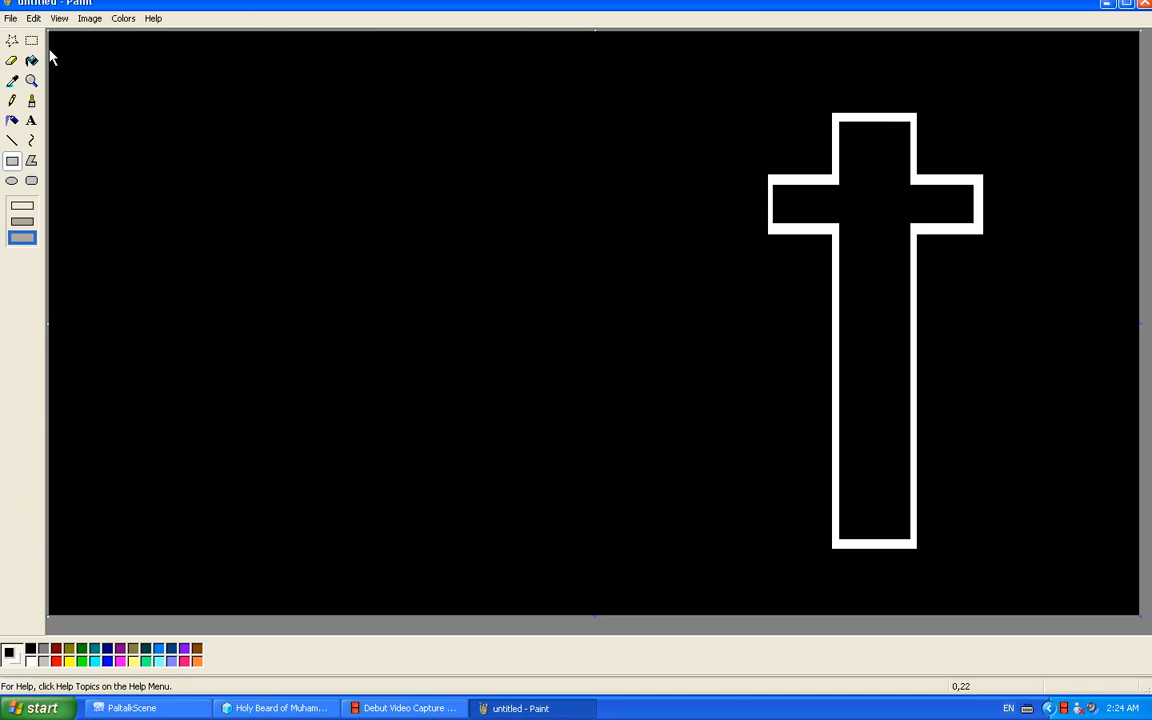 untitled - Paint
File Edit View Image Colors Help
A
For Help, click Help Topics on the Help Menu.
0,22
start PaltalkScene Holy Beard of Muham... Debut Video Capture ... untitled - Paint EN 2:24 AM